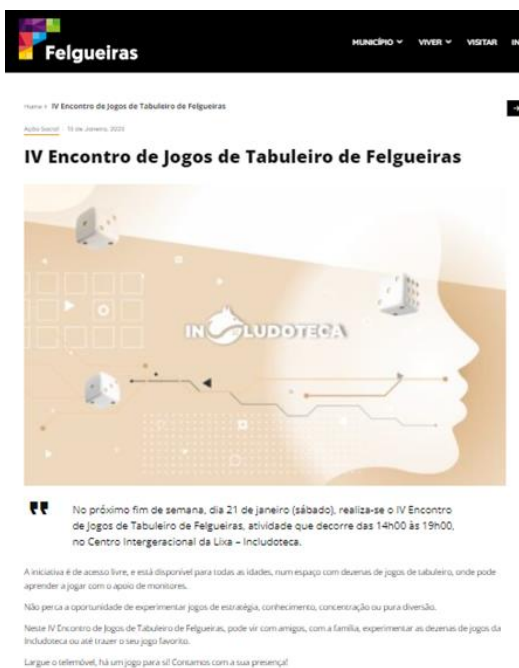 Felgueiras
MUNICÍPIO VIVER VISITAR IN
Home » IV Encontro de Jogos de Tabuleiro de Felgueiras
Ação Social 15 de Janeiro, 2023
IV Encontro de Jogos de Tabuleiro de Felgueiras
INCLUDOTECA
No próximo fim de semana, dia 21 de janeiro (sábado), realiza-se o IV Encontro
de Jogos de Tabuleiro de Felgueiras, atividade que decorre das 14h00 às 19h00,
no Centro Intergeracional da Lixa – Includoteca.
A iniciativa é de acesso livre, e está disponível para todas as idades, num espaço com dezenas de jogos de tabuleiro, onde pode
aprender a jogar com o apoio de monitores.
Não perca a oportunidade de experimentar jogos de estratégia, conhecimento, concentração ou pura diversão.
Neste IV Encontro de Jogos de Tabuleiro de Felgueiras, pode vir com amigos, com a família, experimentar as dezenas de jogos da
Includoteca ou até trazer o seu jogo favorito.
Largue o telemóvel, há um jogo para si! Contamos com a sua presença!